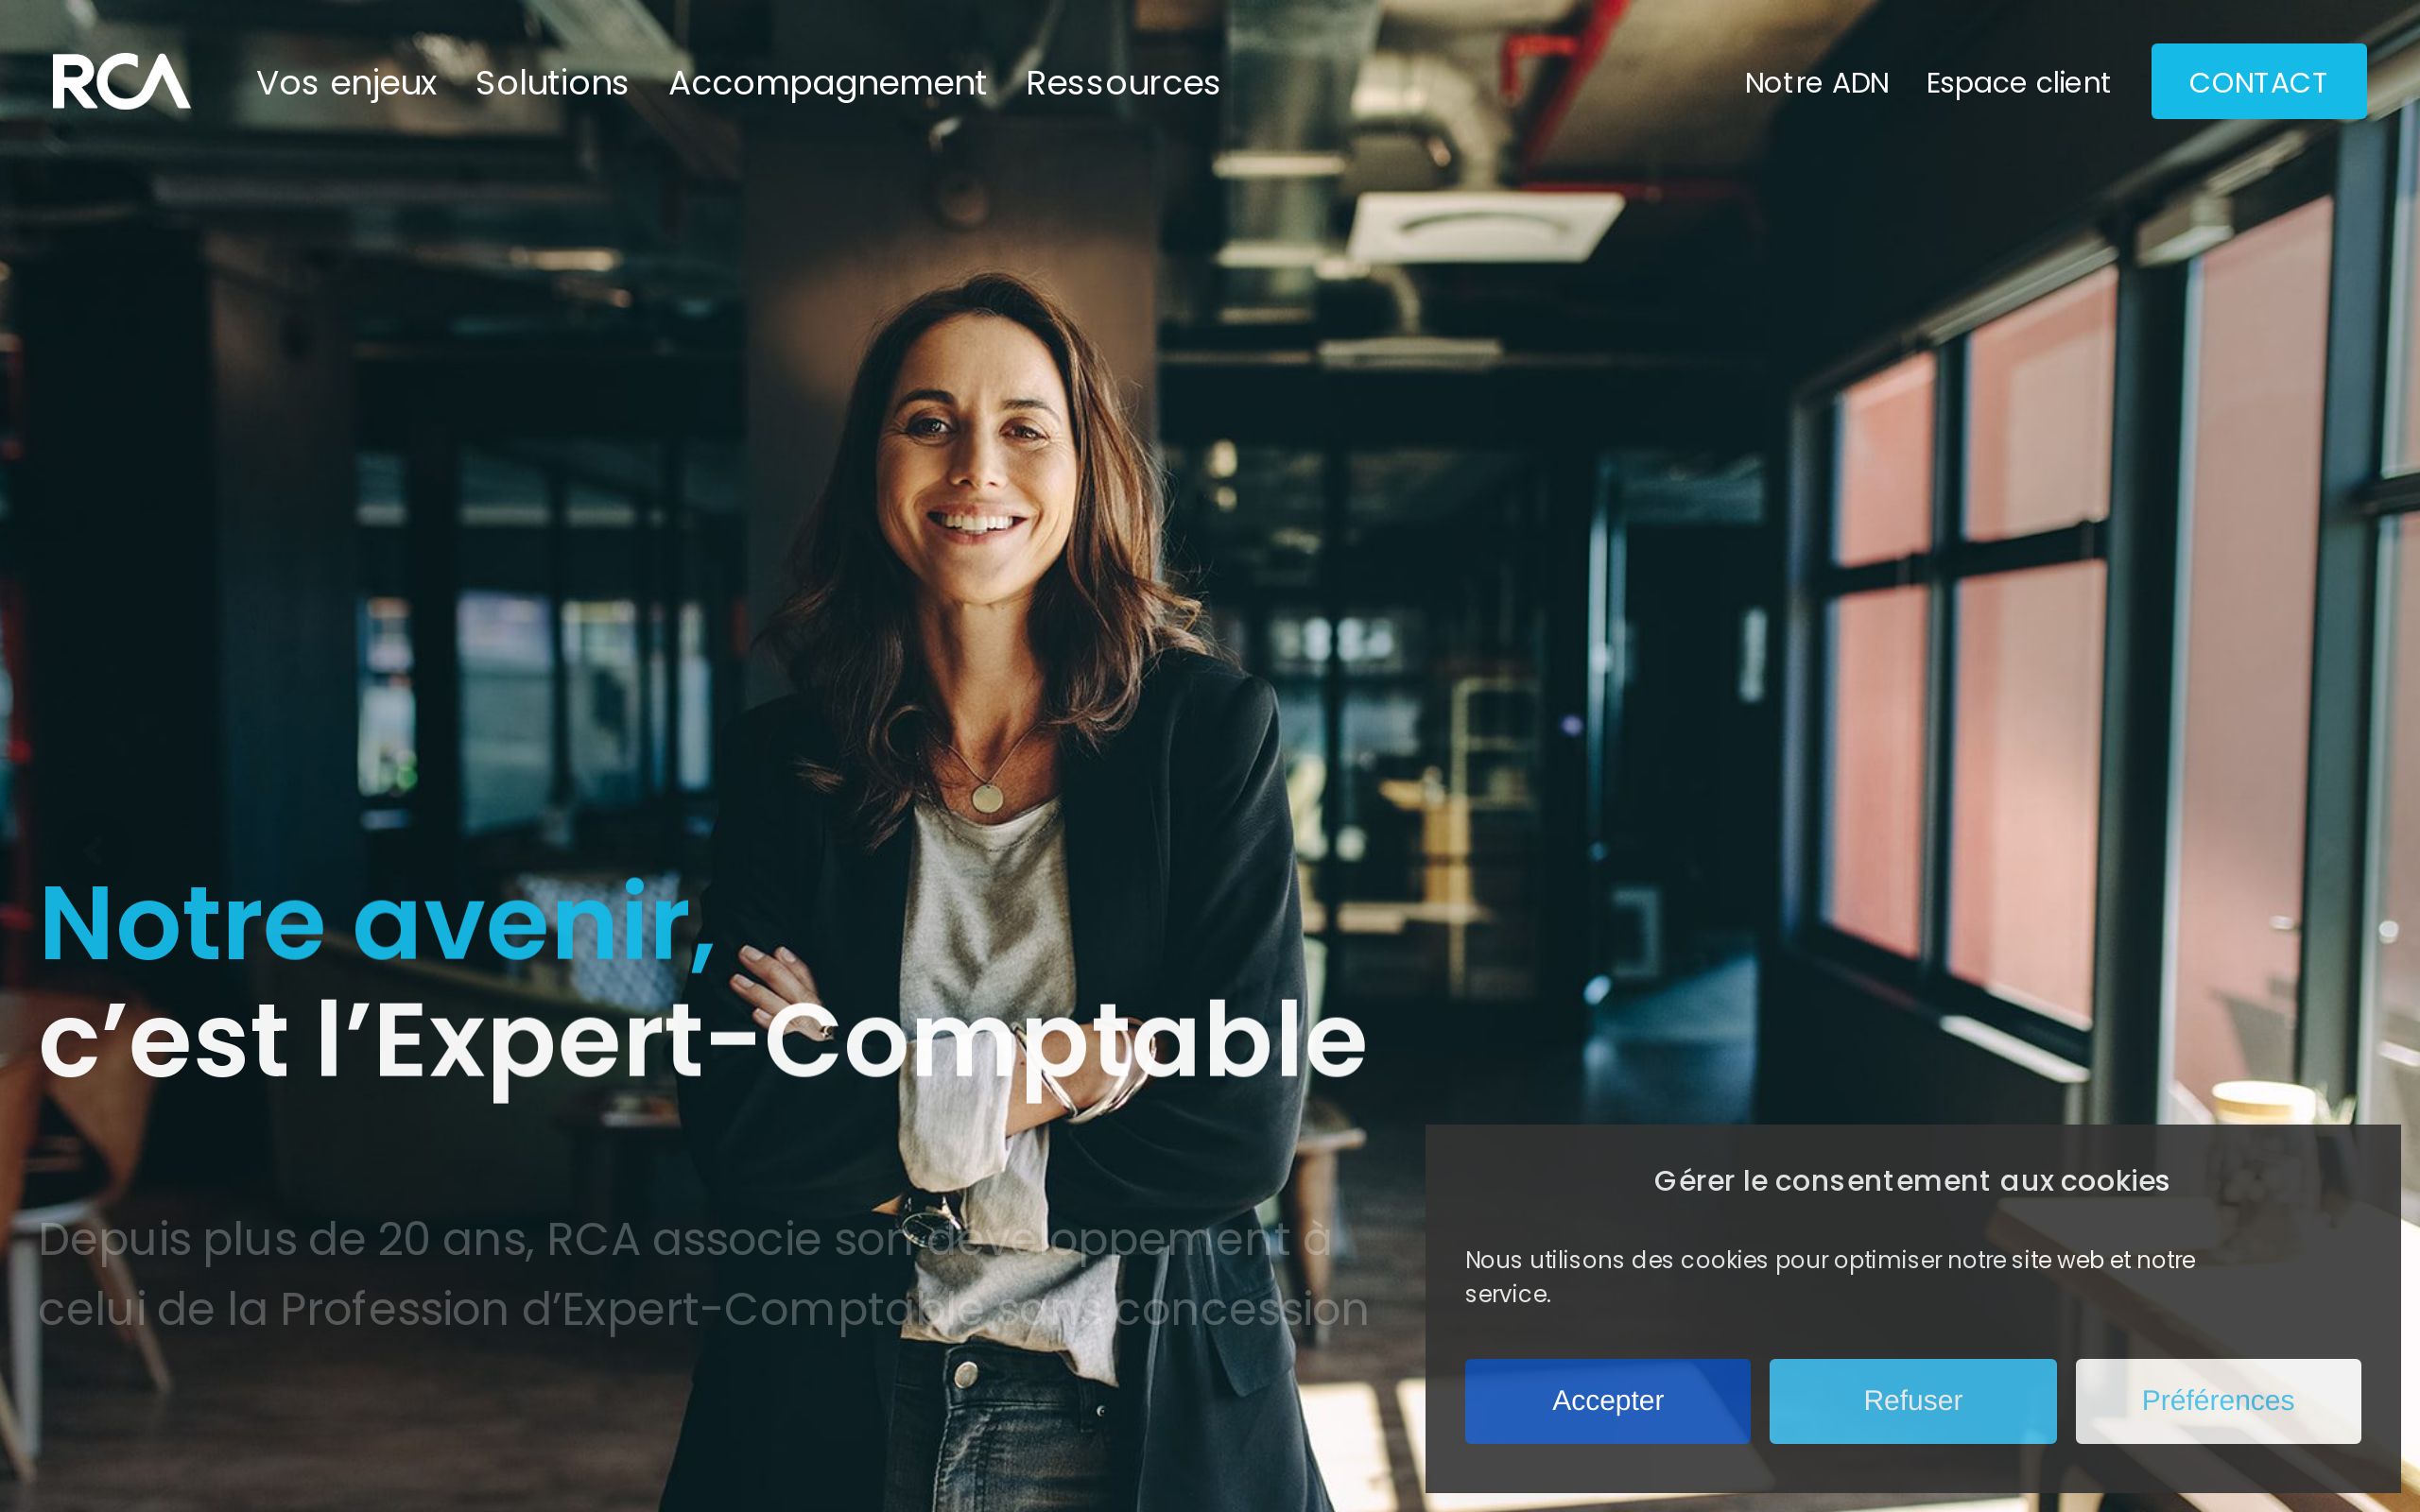 RCA
Vos enjeux
Solutions
Accompagnement
Ressources
Notre ADN
Espace client
CONTACT
Notre avenir,
c’est l’Expert-Comptable
Depuis plus de 20 ans, RCA associe son développement à
celui de la Profession d’Expert-Comptable sans concession
Gérer le consentement aux cookies
Nous utilisons des cookies pour optimiser notre site web et notre
service.
Accepter
Refuser
Préférences